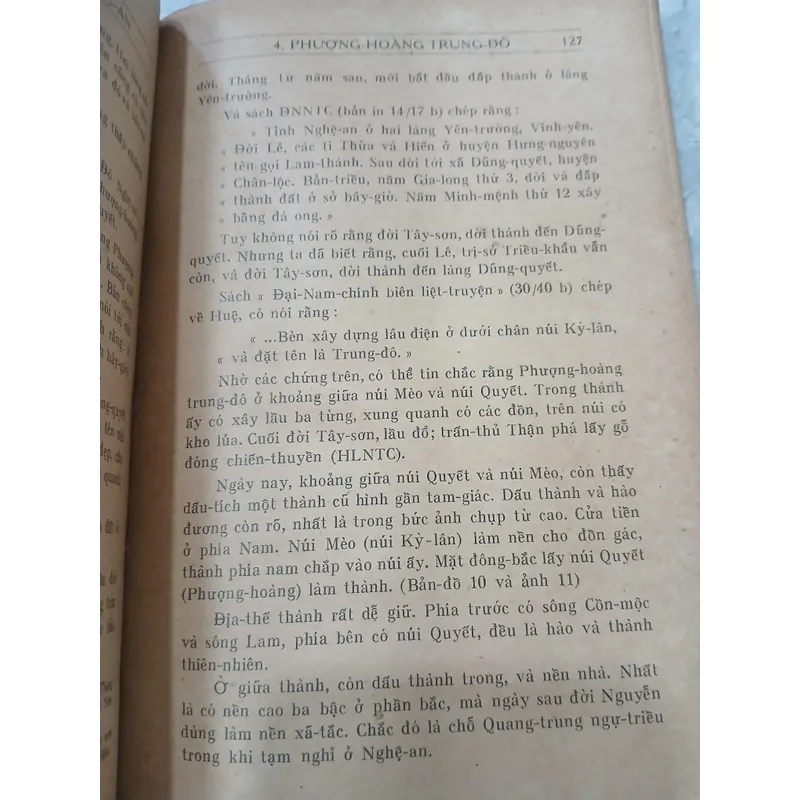 4. PHƯỢNG-HOÀNG TRUNG-ĐÔ 127
dời. Tháng tư năm sau, mới bắt đầu đắp thành ở làng
Yên-trường.
Và sách ĐNNTC (bản in 14/17 b) chép rằng :
« Tỉnh Nghệ-an ở hai làng Yên-trường, Vĩnh-yên.
« Đời Lê, các ti Thừa và Hiến ở huyện Hưng-nguyên
« tên gọi Lam-thành. Sau dời tới xã Dũng-quyết, huyện
« Chân-lộc. Bản-triều, năm Gia-long thứ 3, dời và đắp
« thành đất ở sở bây-giờ. Năm Minh-mệnh thứ 12 xây
« bằng đá ong. »
Tuy không nói rõ rằng đời Tây-sơn, dời thành đến Dũng-
quyết. Nhưng ta đã biết rằng, cuối Lê, trị-sở Triều-khẩu vẫn
còn, và đời Tây-sơn, dời thành đến làng Dũng-quyết.
Sách « Đại-Nam-chính biên liệt-truyện » (30/40 b) chép
về Huệ, có nói rằng :
« ...Bèn xây dựng lâu điện ở dưới chân núi Kỳ-lân,
« và đặt tên là Trung-đô. »
Nhờ các chứng trên, có thể tin chắc rằng Phượng-hoàng
trung-đô ở khoảng giữa núi Mèo và núi Quyết. Trong thành
ấy có xây lầu ba từng, xung quanh có các đồn, trên núi có
kho lúa. Cuối đời Tây-sơn, lầu đổ; trấn-thủ Thận phá lấy gỗ
đóng chiến-thuyền (HLNTC).
Ngày nay, khoảng giữa núi Quyết và núi Mèo, còn thấy
dấu-tích một thành cũ hình gần tam-giác. Dấu thành và hào
đương còn rõ, nhất là trong bức ảnh chụp từ cao. Cửa tiền
ở phía Nam. Núi Mèo (núi Kỳ-lân) làm nền cho đồn gác,
thành phía nam chắp vào núi ấy. Mặt đông-bắc lấy núi Quyết
(Phượng-hoàng) làm thành. (Bản-đồ 10 và ảnh 11)
Địa-thế thành rất dễ giữ. Phía trước có sông Cồn-mộc
và sông Lam, phía bên có núi Quyết, đều là hào và thành
thiên-nhiên.
Ở giữa thành, còn dấu thành trong, và nền nhà. Nhất
là có nền cao ba bậc ở phần bắc, mà ngày sau đời Nguyễn
dùng làm nền xã-tắc. Chắc đó là chỗ Quang-trung ngự-triều
trong khi tạm nghỉ ở Nghệ-an.